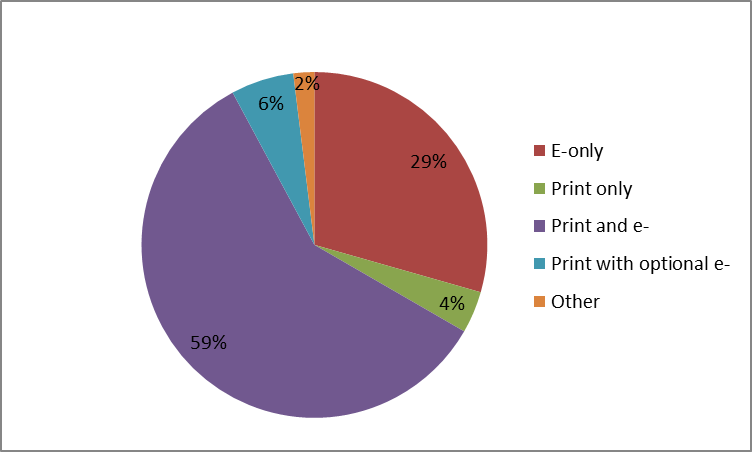 2%
6%
29%
4%
59%
E-only
Print only
Print and e-
Print with optional e-
Other